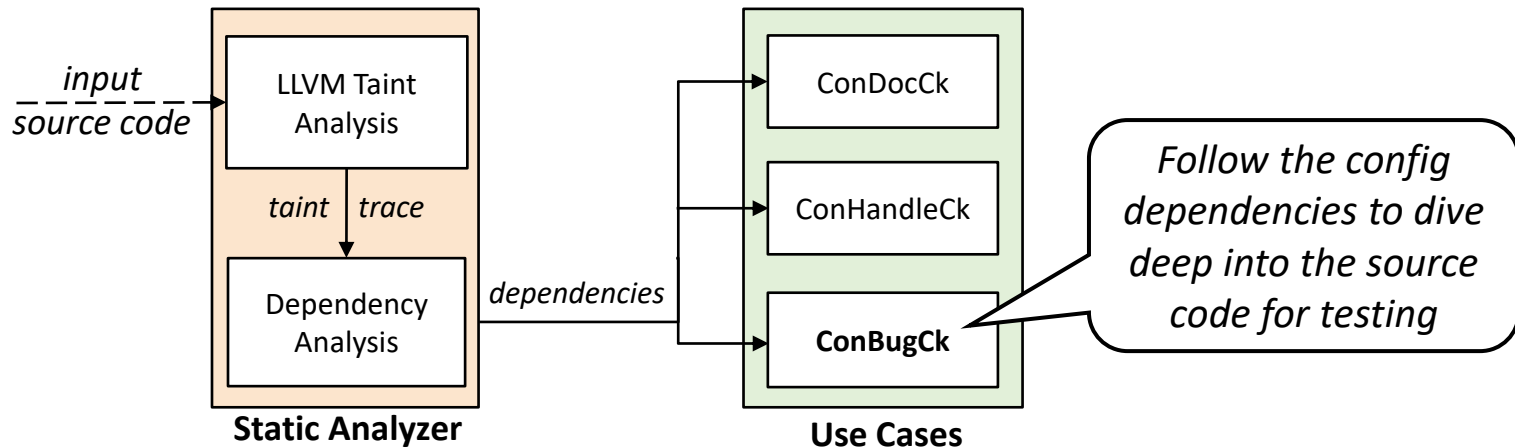 input
source code
LLVM Taint
Analysis
taint trace
Dependency
Analysis
Static Analyzer
dependencies
ConDocCk
ConHandleCk
ConBugCk
Use Cases
Follow the config
dependencies to dive
deep into the source
code for testing